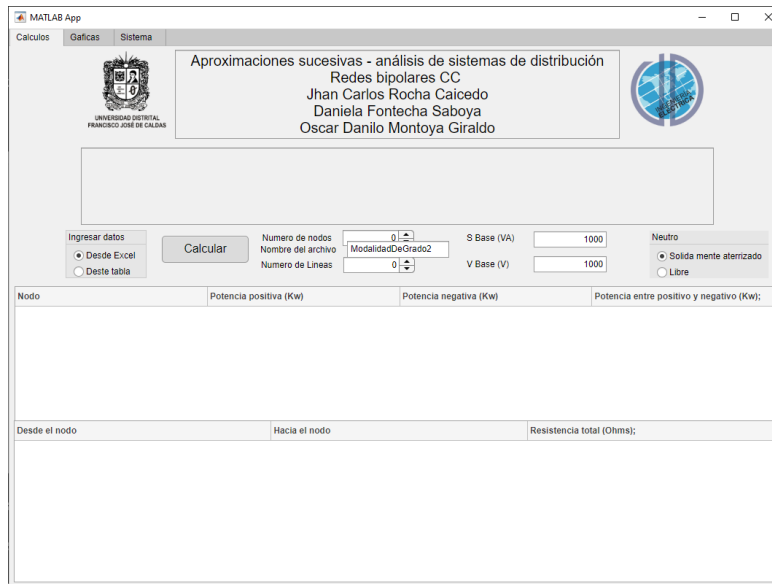 MATLAB App
Calculos Gaficas Sistema
Aproximaciones sucesivas - análisis de sistemas de distribución
Redes bipolares CC
Jhan Carlos Rocha Caicedo
Daniela Fontecha Saboya
Oscar Danilo Montoya Giraldo
UNIVERSIDAD DISTRITAL
FRANCISCO JOSÉ DE CALDAS
INGENIERÍA
ELÉCTRICA
Ingresar datos
Desde Excel
Deste tabla
Calcular
Numero de nodos 0
Nombre del archivo ModalidadDeGrado2
Numero de Lineas 0
S Base (VA) 1000
V Base (V) 1000
Neutro
Solida mente aterrizado
Libre
Nodo Potencia positiva (Kw) Potencia negativa (Kw) Potencia entre positivo y negativo (Kw);
Desde el nodo Hacia el nodo Resistencia total (Ohms);